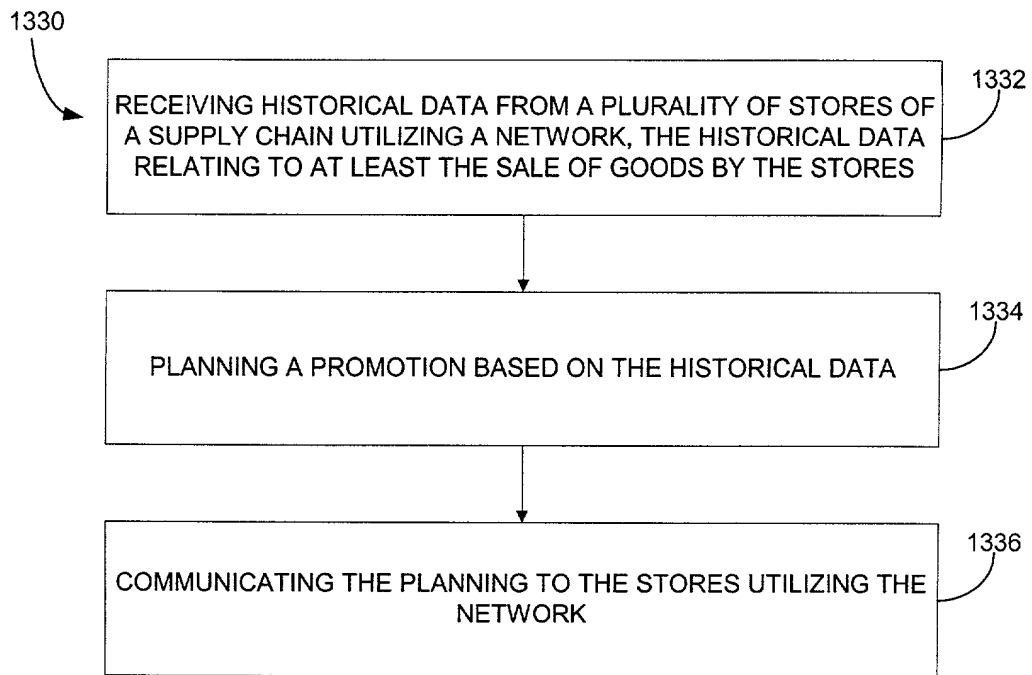 1330
1332
RECEIVING HISTORICAL DATA FROM A PLURALITY OF STORES OF
A SUPPLY CHAIN UTILIZING A NETWORK, THE HISTORICAL DATA
RELATING TO AT LEAST THE SALE OF GOODS BY THE STORES
1334
PLANNING A PROMOTION BASED ON THE HISTORICAL DATA
1336
COMMUNICATING THE PLANNING TO THE STORES UTILIZING THE
NETWORK